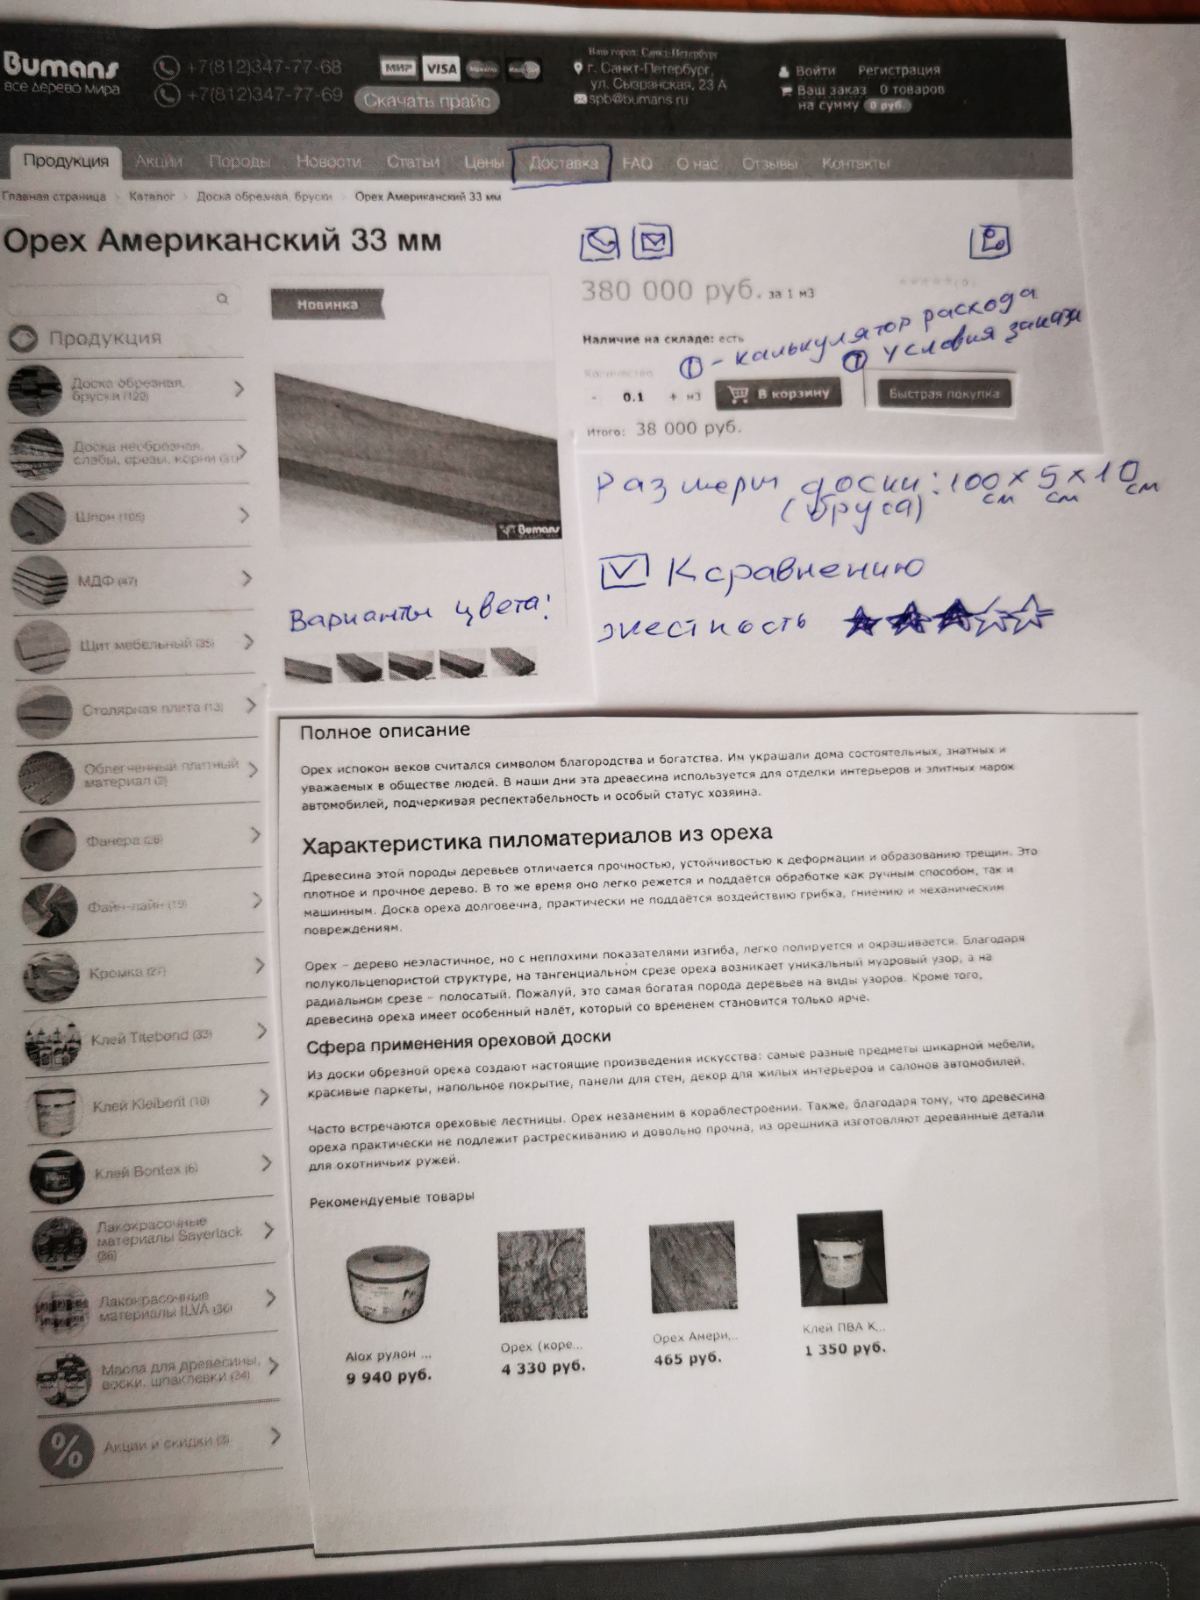 Bumans
все дерево мира
+7(812)347-77-68
+7(812)347-77-69
МИР VISA
Скачать прайс
Ваш город: Санкт-Петербург
г. Санкт-Петербург,
ул. Сызранская, 23 А
spb@bumans.ru
Войти Регистрация
Ваш заказ 0 товаров
на сумму 0 руб.
Продукция Акции Породы Новости Статьи Цены Доставка FAQ О нас Отзывы Контакты
Главная страница Каталог Доска обрезная, бруски Орех Американский 33 мм
Орех Американский 33 мм
Продукция
Доска обрезная,
бруски (122)
Доска необрезная,
слэбы, срезы, корни (31)
Шпон (105)
МДФ (47)
Щит мебельный (35)
Столярная плита (13)
Облегченный плитный
материал (2)
Фанера (28)
Файн-лайн (19)
Кромка (27)
Клей Titebond (33)
Клей Kleiberit (10)
Клей Bontex (6)
Лакокрасочные
материалы Sayerlack
(36)
Лакокрасочные
материалы ILVA (30)
Масла для древесины,
воски, шпаклевки (34)
%
Акции и скидки (3)
Новинка
Bumans
Варианты цвета:
380 000 руб. за 1 м3
Наличие на складе: есть
i - калькулятор расхода
i условия заказа
Количество
- 0.1 + м3 В корзину Быстрая покупка
Итого: 38 000 руб.
Размеры доски: 100 см x 5 см x 10 см
(бруса)
К сравнению
жесткость
Полное описание
Орех испокон веков считался символом благородства и богатства. Им украшали дома состоятельных, знатных и
уважаемых в обществе людей. В наши дни эта древесина используется для отделки интерьеров и элитных марок
автомобилей, подчеркивая респектабельность и особый статус хозяина.
Характеристика пиломатериалов из ореха
Древесина этой породы деревьев отличается прочностью, устойчивостью к деформации и образованию трещин. Это
плотное и прочное дерево. В то же время оно легко режется и поддаётся обработке как ручным способом, так и
машинным. Доска ореха долговечна, практически не поддаётся воздействию грибка, гниению и механическим
повреждениям.
Орех – дерево неэластичное, но с неплохими показателями изгиба, легко полируется и окрашивается. Благодаря
полукольцепористой структуре, на тангенциальном срезе ореха возникает уникальный муаровый узор, а на
радиальном срезе – полосатый. Пожалуй, это самая богатая порода деревьев на виды узоров. Кроме того,
древесина ореха имеет особенный налёт, который со временем становится только ярче.
Сфера применения ореховой доски
Из доски обрезной ореха создают настоящие произведения искусства: самые разные предметы шикарной мебели,
красивые паркеты, напольное покрытие, панели для стен, декор для жилых интерьеров и салонов автомобилей.
Часто встречаются ореховые лестницы. Орех незаменим в кораблестроении. Также, благодаря тому, что древесина
ореха практически не подлежит растрескиванию и довольно прочна, из орешника изготовляют деревянные детали
для охотничьих ружей.
Рекомендуемые товары
Alox рулон ...
9 940 руб.
Орех (коре...
4 330 руб.
Орех Амери...
465 руб.
Клей ПВА К...
1 350 руб.